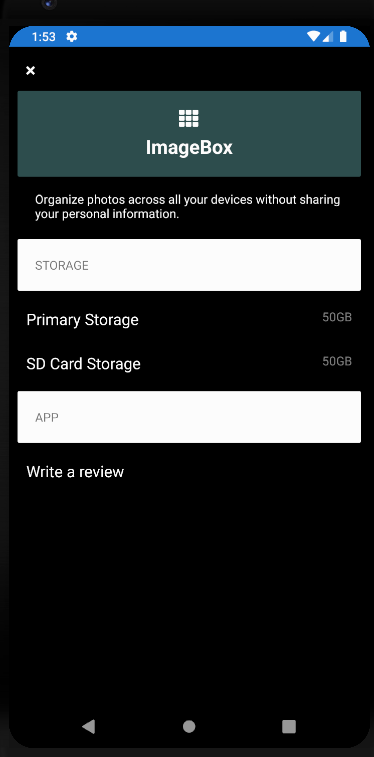 1:53
ImageBox
Organize photos across all your devices without sharing
your personal information.
STORAGE
Primary Storage 50GB
SD Card Storage 50GB
APP
Write a review